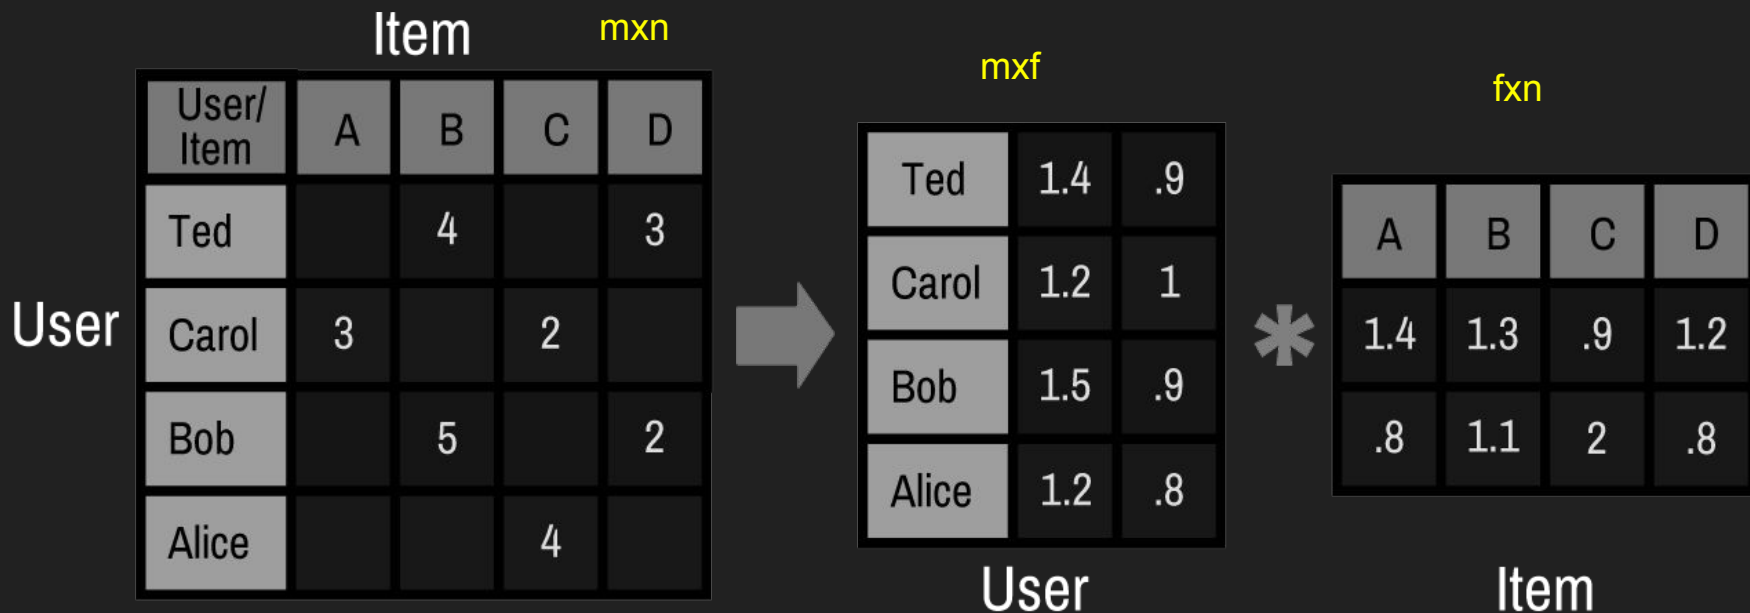 Item mxn
User/
Item A B C D
Ted 4 3
Carol 3 2
Bob 5 2
Alice 4
User
mxf
Ted 1.4 .9
Carol 1.2 1
Bob 1.5 .9
Alice 1.2 .8
User
*
fxn
A B C D
1.4 1.3 .9 1.2
.8 1.1 2 .8
Item